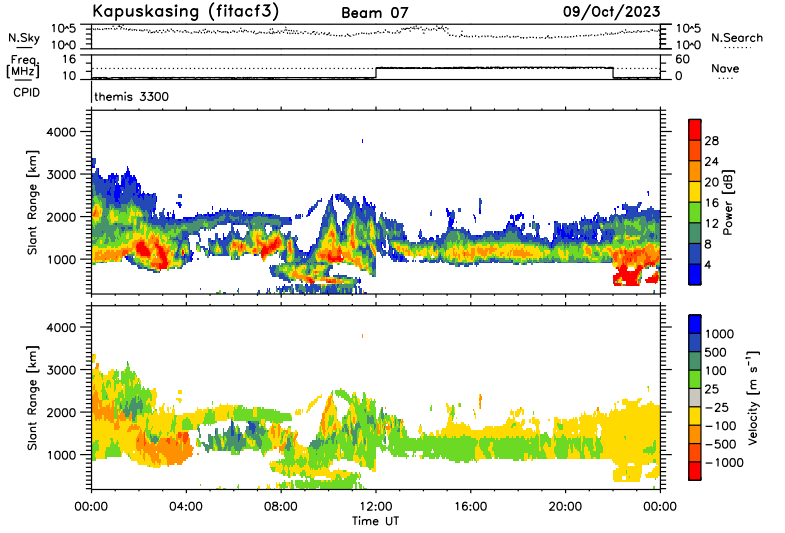 Kapuskasing (fitacf3) Beam 07 09/Oct/2023
N.Sky 10^5 10^0 10^5 10^0 N.Search
Freq. [MHz] 16 10 60 0 Nave
CPID themis 3300
Slant Range [km] 4000 3000 2000 1000
Power [dB] 28 24 20 16 12 8 4
Slant Range [km] 4000 3000 2000 1000
Velocity [m s⁻¹] 1000 500 100 25 −25 −100 −500 −1000
00:00 04:00 08:00 12:00 16:00 20:00 00:00
Time UT